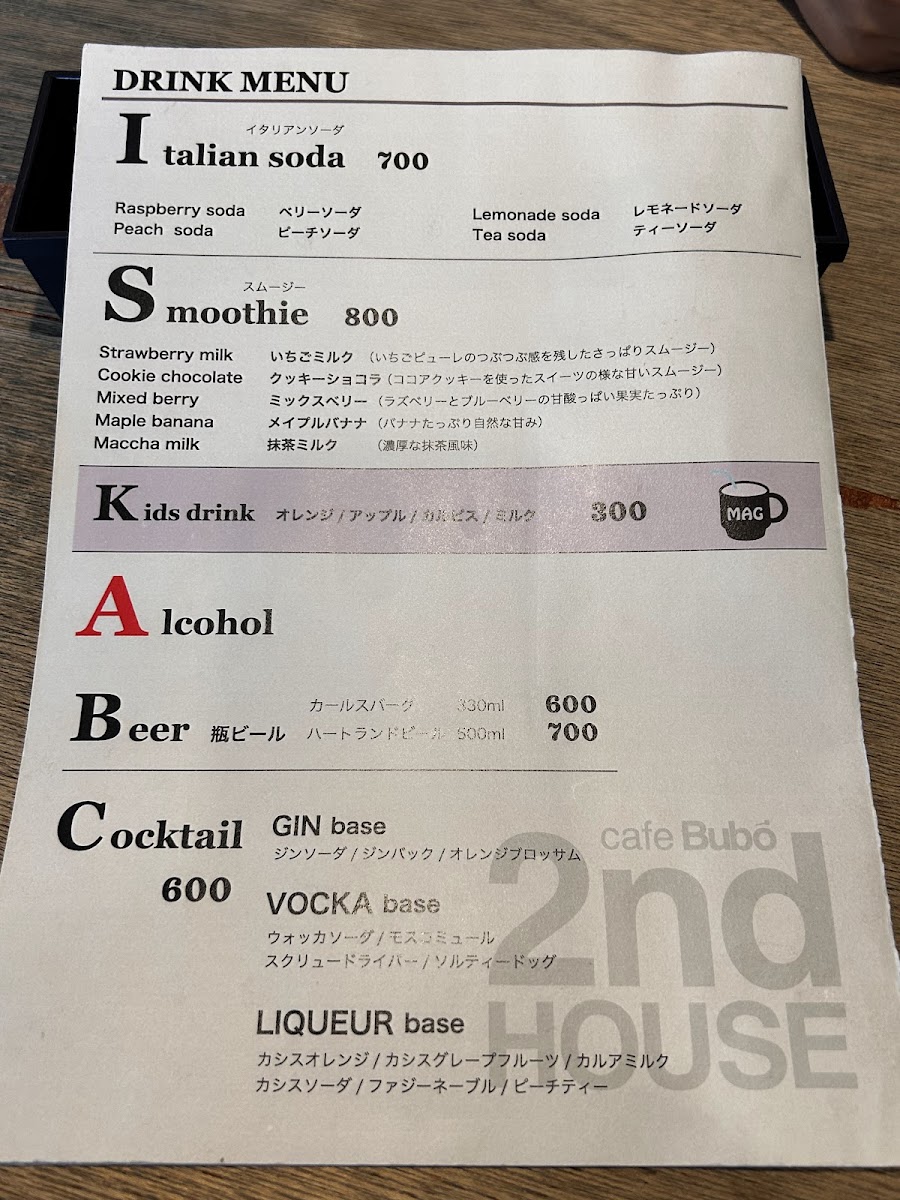 DRINK MENU
イタリアンソーダ
Italian soda 700
Raspberry soda ベリーソーダ Lemonade soda レモネードソーダ
Peach soda ピーチソーダ Tea soda ティーソーダ
スムージー
Smoothie 800
Strawberry milk いちごミルク （いちごピューレのつぶつぶ感を残したさっぱりスムージー）
Cookie chocolate クッキーショコラ（ココアクッキーを使ったスイーツの様な甘いスムージー）
Mixed berry ミックスベリー（ラズベリーとブルーベリーの甘酸っぱい果実たっぷり）
Maple banana メイプルバナナ（バナナたっぷり自然な甘み）
Maccha milk 抹茶ミルク （濃厚な抹茶風味）
Kids drink オレンジ / アップル / カルピス / ミルク 300
MAG
Alcohol
カールスバーグ 330ml 600
Beer 瓶ビール ハートランドビール 500ml 700
Cocktail GIN base
ジンソーダ / ジンバック / オレンジブロッサム
600
VOCKA base
ウォッカソーダ / モスコミュール
スクリュードライバー / ソルティードッグ
LIQUEUR base
カシスオレンジ / カシスグレープフルーツ / カルアミルク
カシスソーダ / ファジーネーブル / ピーチティー
cafe Bubó
2nd
HOUSE